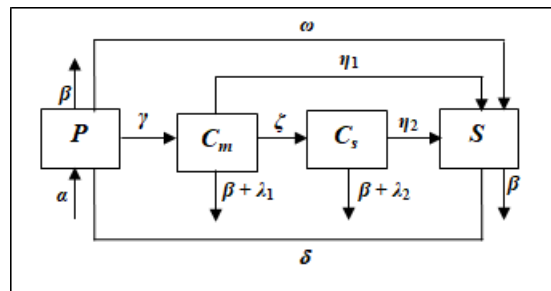 ω
η1
β γ ζ η2
P Cm Cs S
α β + λ1 β + λ2 β
δ